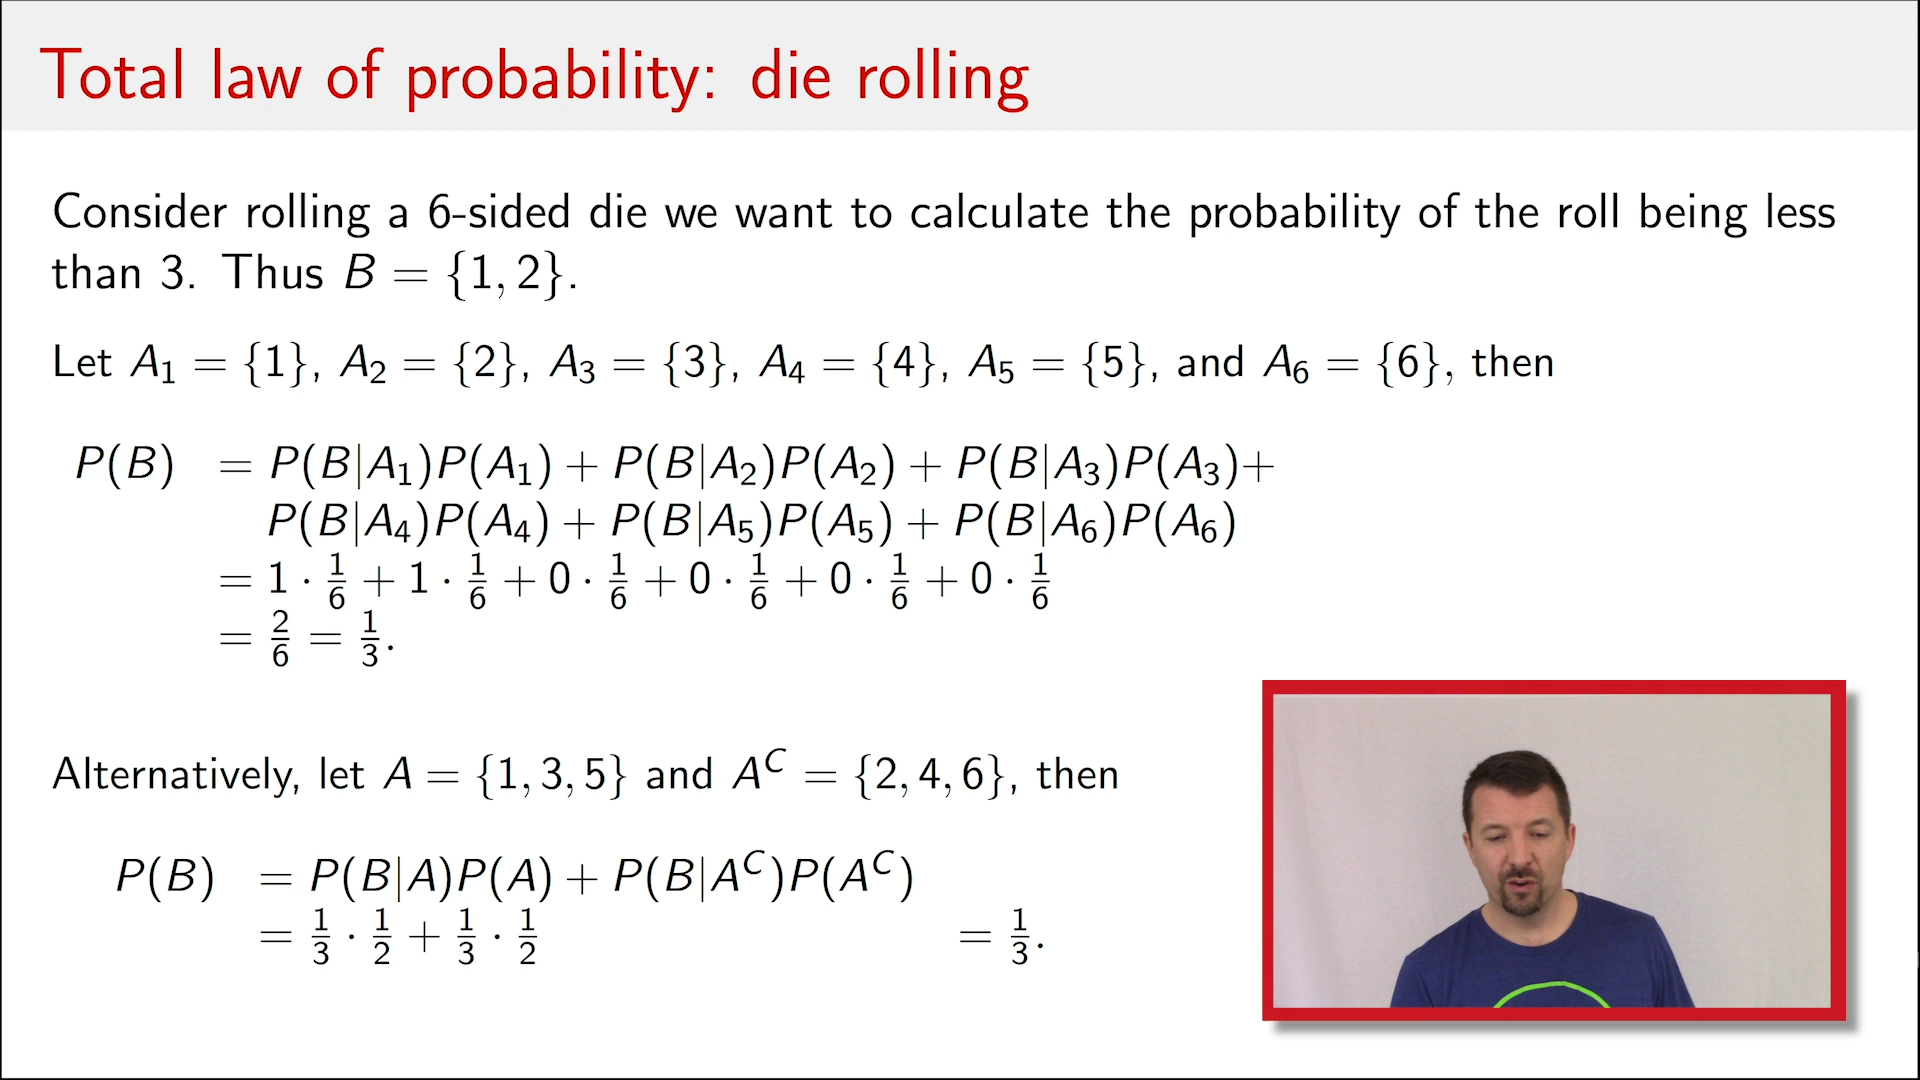 Total law of probability: die rolling
Consider rolling a 6-sided die we want to calculate the probability of the roll being less
than 3. Thus B = {1, 2}.
Let A₁ = {1}, A₂ = {2}, A₃ = {3}, A₄ = {4}, A₅ = {5}, and A₆ = {6}, then
P(B) = P(B|A₁)P(A₁) + P(B|A₂)P(A₂) + P(B|A₃)P(A₃)+
P(B|A₄)P(A₄) + P(B|A₅)P(A₅) + P(B|A₆)P(A₆)
= 1 · 1/6 + 1 · 1/6 + 0 · 1/6 + 0 · 1/6 + 0 · 1/6 + 0 · 1/6
= 2/6 = 1/3.
Alternatively, let A = {1, 3, 5} and Aᶜ = {2, 4, 6}, then
P(B) = P(B|A)P(A) + P(B|Aᶜ)P(Aᶜ)
= 1/3 · 1/2 + 1/3 · 1/2 = 1/3.